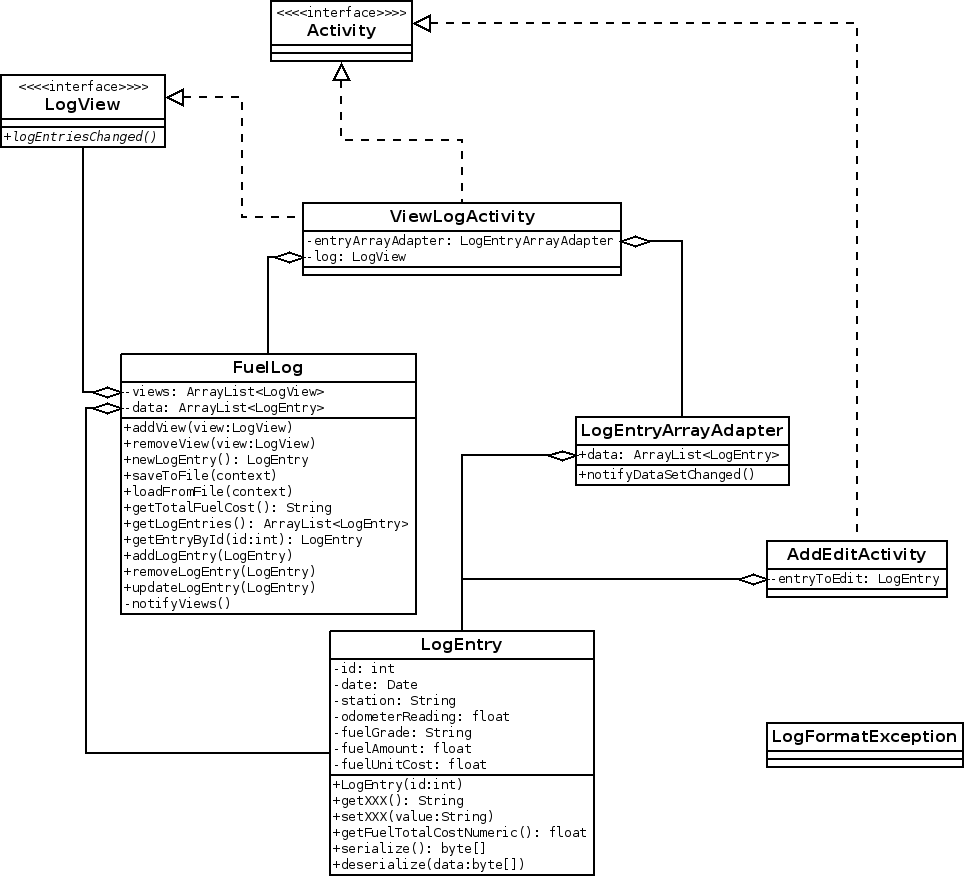 <<<<interface>>>>
Activity
<<<<interface>>>>
LogView
+logEntriesChanged()
ViewLogActivity
-entryArrayAdapter: LogEntryArrayAdapter
-log: LogView
FuelLog
-views: ArrayList<LogView>
-data: ArrayList<LogEntry>
+addView(view:LogView)
+removeView(view:LogView)
+newLogEntry(): LogEntry
+saveToFile(context)
+loadFromFile(context)
+getTotalFuelCost(): String
+getLogEntries(): ArrayList<LogEntry>
+getEntryById(id:int): LogEntry
+addLogEntry(LogEntry)
+removeLogEntry(LogEntry)
+updateLogEntry(LogEntry)
-notifyViews()
LogEntryArrayAdapter
+data: ArrayList<LogEntry>
+notifyDataSetChanged()
AddEditActivity
-entryToEdit: LogEntry
LogEntry
-id: int
-date: Date
-station: String
-odometerReading: float
-fuelGrade: String
-fuelAmount: float
-fuelUnitCost: float
+LogEntry(id:int)
+getXXX(): String
+setXXX(value:String)
+getFuelTotalCostNumeric(): float
+serialize(): byte[]
+deserialize(data:byte[])
LogFormatException